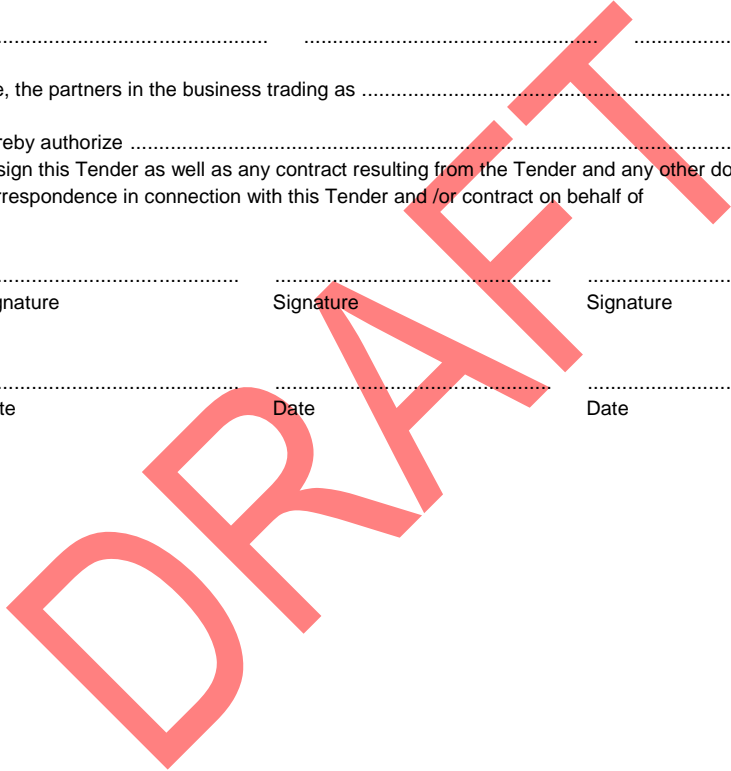 ................................................ ..................................................... .................
e, the partners in the business trading as ...................................................................
reby authorize .............................................................................................................
sign this Tender as well as any contract resulting from the Tender and any other do
rrespondence in connection with this Tender and /or contract on behalf of
........................................... .................................................. ..........................
gnature Signature Signature
........................................... .................................................. ..........................
te Date Date
DRAFT